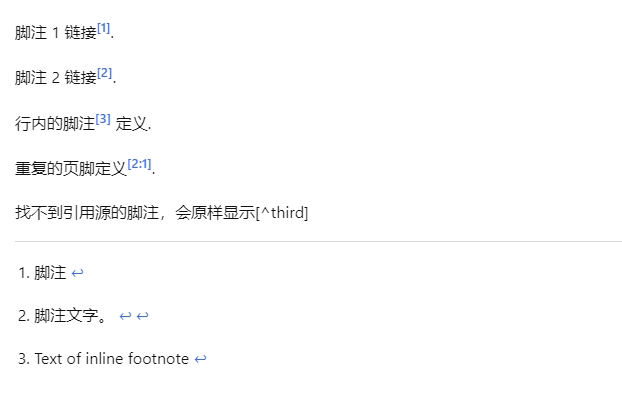 脚注 1 链接[1].
脚注 2 链接[2].
行内的脚注[3] 定义.
重复的页脚定义[2:1].
找不到引用源的脚注，会原样显示[^third]
1. 脚注 ↩
2. 脚注文字。 ↩ ↩
3. Text of inline footnote ↩